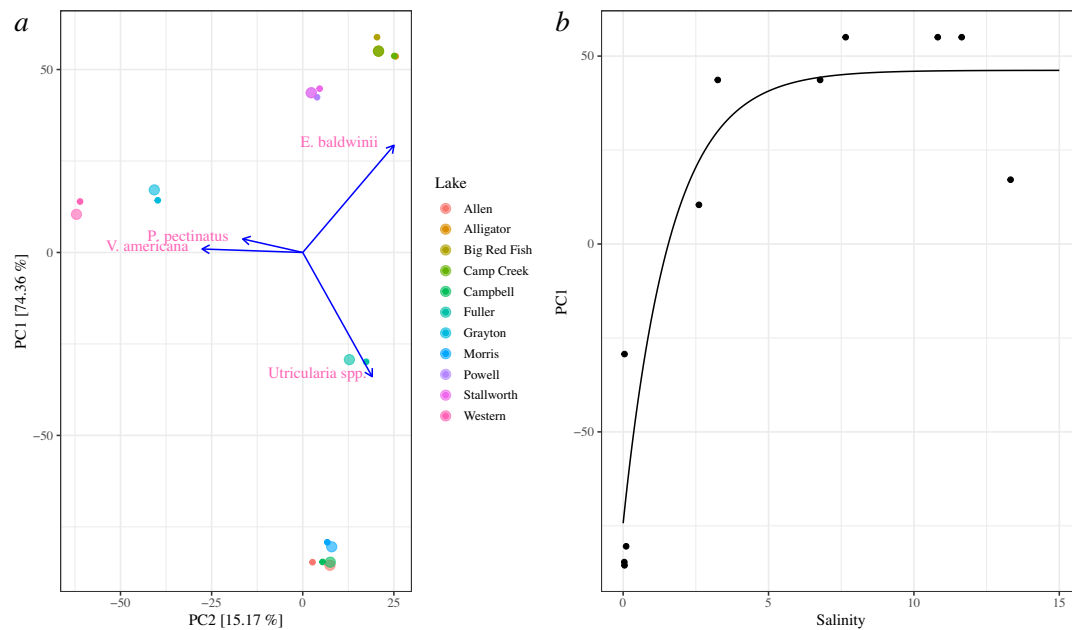 a
50
0
−50
PC1 [74.36 %]
E. baldwinii
P. pectinatus
V. americana
Utricularia spp.
−50
−25
0
25
PC2 [15.17 %]
Lake
Allen
Alligator
Big Red Fish
Camp Creek
Campbell
Fuller
Grayton
Morris
Powell
Stallworth
Western
b
50
0
−50
PC1
0
5
10
15
Salinity